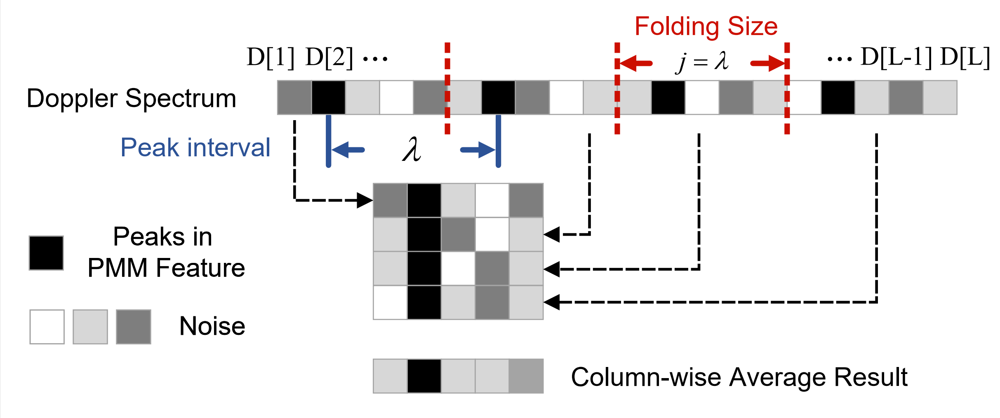 Folding Size
D[1] D[2] ··· j = λ ··· D[L-1] D[L]
Doppler Spectrum
Peak interval λ
Peaks in
PMM Feature
Noise
Column-wise Average Result